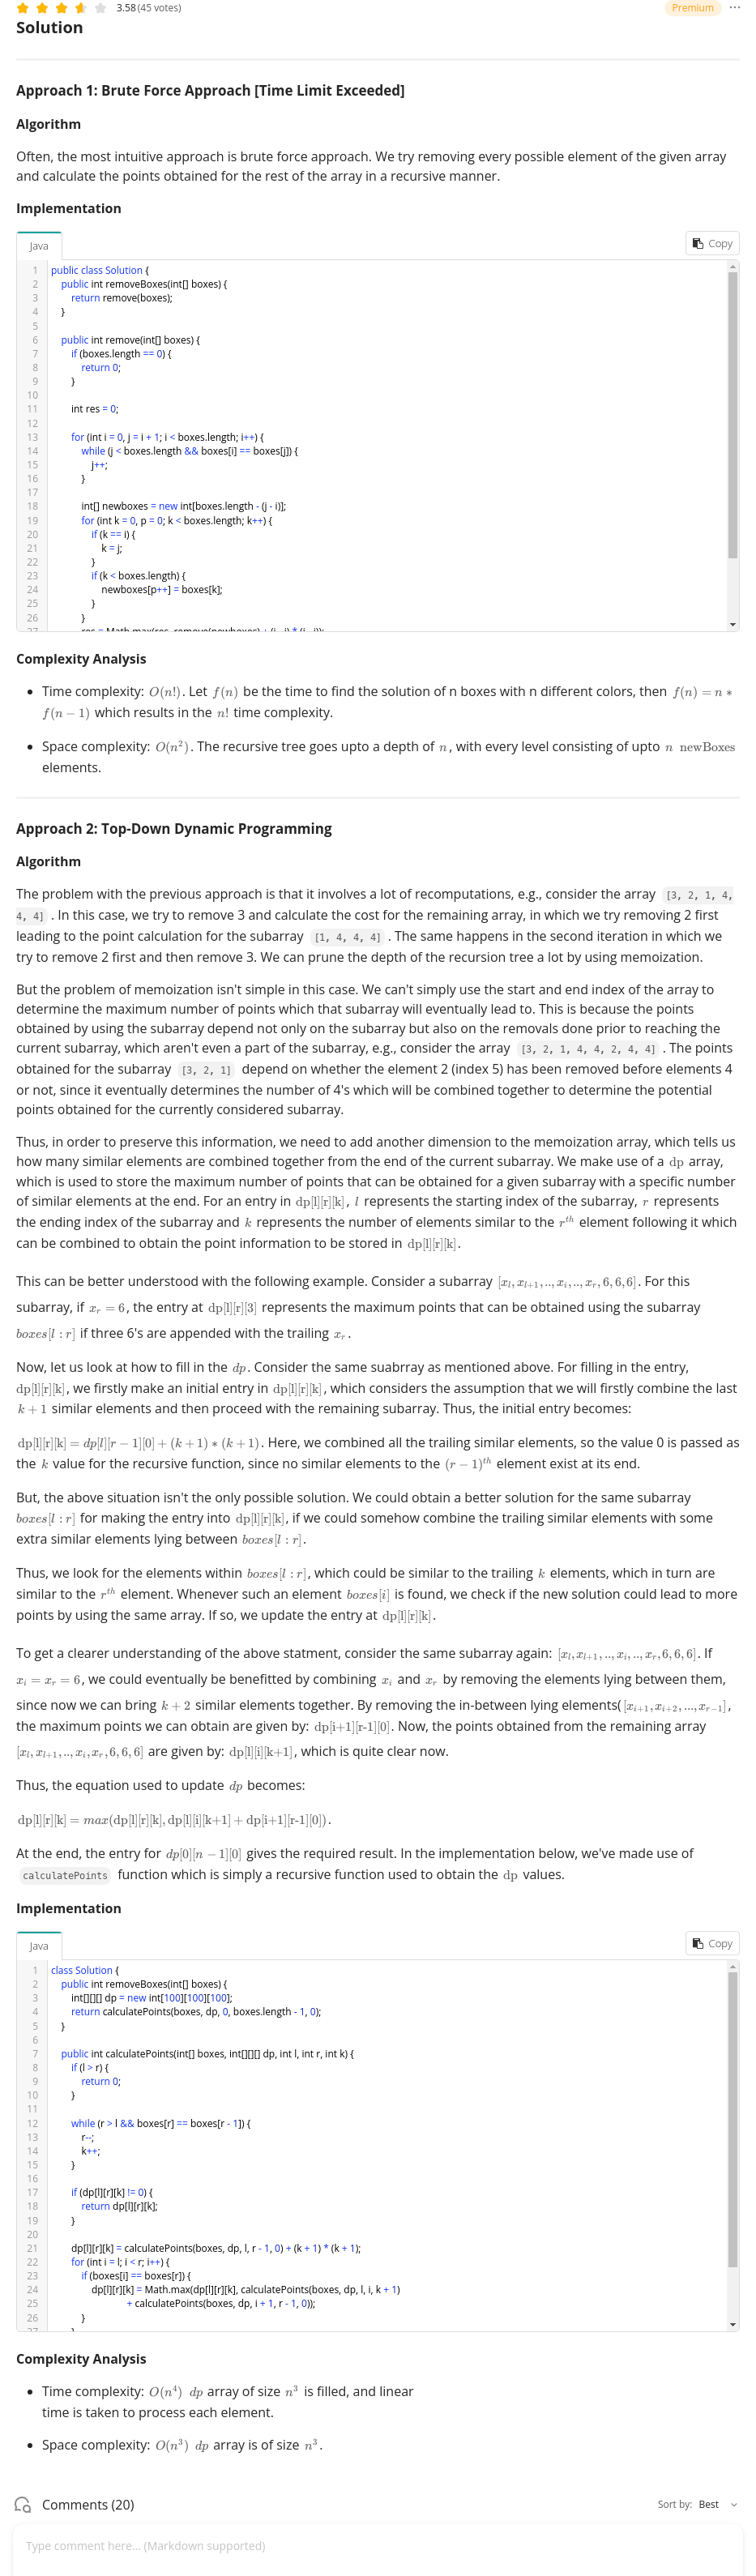 3.58 (45 votes)
Premium
Solution
Approach 1: Brute Force Approach [Time Limit Exceeded]
Algorithm
Often, the most intuitive approach is brute force approach. We try removing every possible element of the given array
and calculate the points obtained for the rest of the array in a recursive manner.
Implementation
Java
Copy
1 public class Solution {
2 public int removeBoxes(int[] boxes) {
3 return remove(boxes);
4 }
5
6 public int remove(int[] boxes) {
7 if (boxes.length == 0) {
8 return 0;
9 }
10
11 int res = 0;
12
13 for (int i = 0, j = i + 1; i < boxes.length; i++) {
14 while (j < boxes.length && boxes[i] == boxes[j]) {
15 j++;
16 }
17
18 int[] newboxes = new int[boxes.length - (j - i)];
19 for (int k = 0, p = 0; k < boxes.length; k++) {
20 if (k == i) {
21 k = j;
22 }
23 if (k < boxes.length) {
24 newboxes[p++] = boxes[k];
25 }
26 }
Complexity Analysis
• Time complexity: O(n!). Let f(n) be the time to find the solution of n boxes with n different colors, then f(n) = n ∗
f(n − 1) which results in the n! time complexity.
• Space complexity: O(n²). The recursive tree goes upto a depth of n, with every level consisting of upto n newBoxes
elements.
Approach 2: Top-Down Dynamic Programming
Algorithm
The problem with the previous approach is that it involves a lot of recomputations, e.g., consider the array [3, 2, 1, 4,
4, 4] . In this case, we try to remove 3 and calculate the cost for the remaining array, in which we try removing 2 first
leading to the point calculation for the subarray [1, 4, 4, 4] . The same happens in the second iteration in which we
try to remove 2 first and then remove 3. We can prune the depth of the recursion tree a lot by using memoization.
But the problem of memoization isn't simple in this case. We can't simply use the start and end index of the array to
determine the maximum number of points which that subarray will eventually lead to. This is because the points
obtained by using the subarray depend not only on the subarray but also on the removals done prior to reaching the
current subarray, which aren't even a part of the subarray, e.g., consider the array [3, 2, 1, 4, 4, 2, 4, 4] . The points
obtained for the subarray [3, 2, 1] depend on whether the element 2 (index 5) has been removed before elements 4
or not, since it eventually determines the number of 4's which will be combined together to determine the potential
points obtained for the currently considered subarray.
Thus, in order to preserve this information, we need to add another dimension to the memoization array, which tells us
how many similar elements are combined together from the end of the current subarray. We make use of a dp array,
which is used to store the maximum number of points that can be obtained for a given subarray with a specific number
of similar elements at the end. For an entry in dp[l][r][k], l represents the starting index of the subarray, r represents
the ending index of the subarray and k represents the number of elements similar to the rᵗʰ element following it which
can be combined to obtain the point information to be stored in dp[l][r][k].
This can be better understood with the following example. Consider a subarray [xₗ, xₗ₊₁, .., xᵢ, .., xᵣ, 6, 6, 6]. For this
subarray, if xᵣ = 6, the entry at dp[l][r][3] represents the maximum points that can be obtained using the subarray
boxes[l : r] if three 6's are appended with the trailing xᵣ.
Now, let us look at how to fill in the dp. Consider the same suabrray as mentioned above. For filling in the entry,
dp[l][r][k], we firstly make an initial entry in dp[l][r][k], which considers the assumption that we will firstly combine the last
k + 1 similar elements and then proceed with the remaining subarray. Thus, the initial entry becomes:
dp[l][r][k] = dp[l][r − 1][0] + (k + 1) ∗ (k + 1). Here, we combined all the trailing similar elements, so the value 0 is passed as
the k value for the recursive function, since no similar elements to the (r − 1)ᵗʰ element exist at its end.
But, the above situation isn't the only possible solution. We could obtain a better solution for the same subarray
boxes[l : r] for making the entry into dp[l][r][k], if we could somehow combine the trailing similar elements with some
extra similar elements lying between boxes[l : r].
Thus, we look for the elements within boxes[l : r], which could be similar to the trailing k elements, which in turn are
similar to the rᵗʰ element. Whenever such an element boxes[i] is found, we check if the new solution could lead to more
points by using the same array. If so, we update the entry at dp[l][r][k].
To get a clearer understanding of the above statment, consider the same subarray again: [xₗ, xₗ₊₁, .., xᵢ, .., xᵣ, 6, 6, 6]. If
xᵢ = xᵣ = 6, we could eventually be benefitted by combining xᵢ and xᵣ by removing the elements lying between them,
since now we can bring k + 2 similar elements together. By removing the in-between lying elements( [xᵢ₊₁, xᵢ₊₂, ..., xᵣ₋₁],
the maximum points we can obtain are given by: dp[i+1][r-1][0]. Now, the points obtained from the remaining array
[xₗ, xₗ₊₁, .., xᵢ, xᵣ, 6, 6, 6] are given by: dp[l][i][k+1], which is quite clear now.
Thus, the equation used to update dp becomes:
dp[l][r][k] = max(dp[l][r][k], dp[l][i][k+1] + dp[i+1][r-1][0]).
At the end, the entry for dp[0][n − 1][0] gives the required result. In the implementation below, we've made use of
calculatePoints function which is simply a recursive function used to obtain the dp values.
Implementation
Java
Copy
1 class Solution {
2 public int removeBoxes(int[] boxes) {
3 int[][][] dp = new int[100][100][100];
4 return calculatePoints(boxes, dp, 0, boxes.length - 1, 0);
5 }
6
7 public int calculatePoints(int[] boxes, int[][][] dp, int l, int r, int k) {
8 if (l > r) {
9 return 0;
10 }
11
12 while (r > l && boxes[r] == boxes[r - 1]) {
13 r--;
14 k++;
15 }
16
17 if (dp[l][r][k] != 0) {
18 return dp[l][r][k];
19 }
20
21 dp[l][r][k] = calculatePoints(boxes, dp, l, r - 1, 0) + (k + 1) * (k + 1);
22 for (int i = l; i < r; i++) {
23 if (boxes[i] == boxes[r]) {
24 dp[l][r][k] = Math.max(dp[l][r][k], calculatePoints(boxes, dp, l, i, k + 1)
25 + calculatePoints(boxes, dp, i + 1, r - 1, 0));
26 }
Complexity Analysis
• Time complexity: O(n⁴) dp array of size n³ is filled, and linear
time is taken to process each element.
• Space complexity: O(n³) dp array is of size n³.
Comments (20)
Sort by: Best
Type comment here... (Markdown supported)